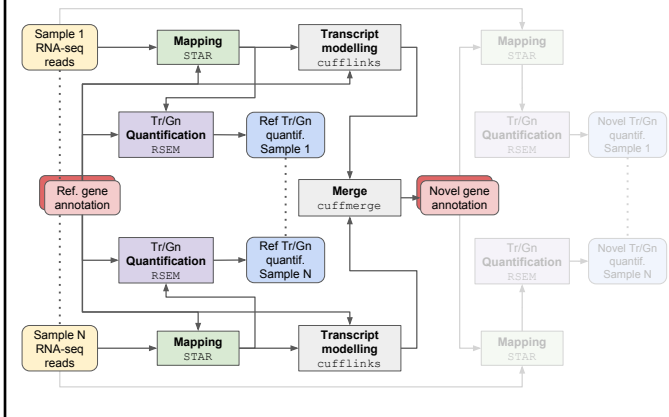 Sample 1
RNA-seq
reads
Mapping
STAR
Transcript
modelling
cufflinks
Mapping
STAR
Tr/Gn
Quantification
RSEM
Ref Tr/Gn
quantif.
Sample 1
Tr/Gn
Quantification
RSEM
Novel Tr/Gn
quantif.
Sample 1
Ref. gene
annotation
Merge
cuffmerge
Novel gene
annotation
Tr/Gn
Quantification
RSEM
Ref Tr/Gn
quantif.
Sample N
Tr/Gn
Quantification
RSEM
Novel Tr/Gn
quantif.
Sample N
Sample N
RNA-seq
reads
Mapping
STAR
Transcript
modelling
cufflinks
Mapping
STAR